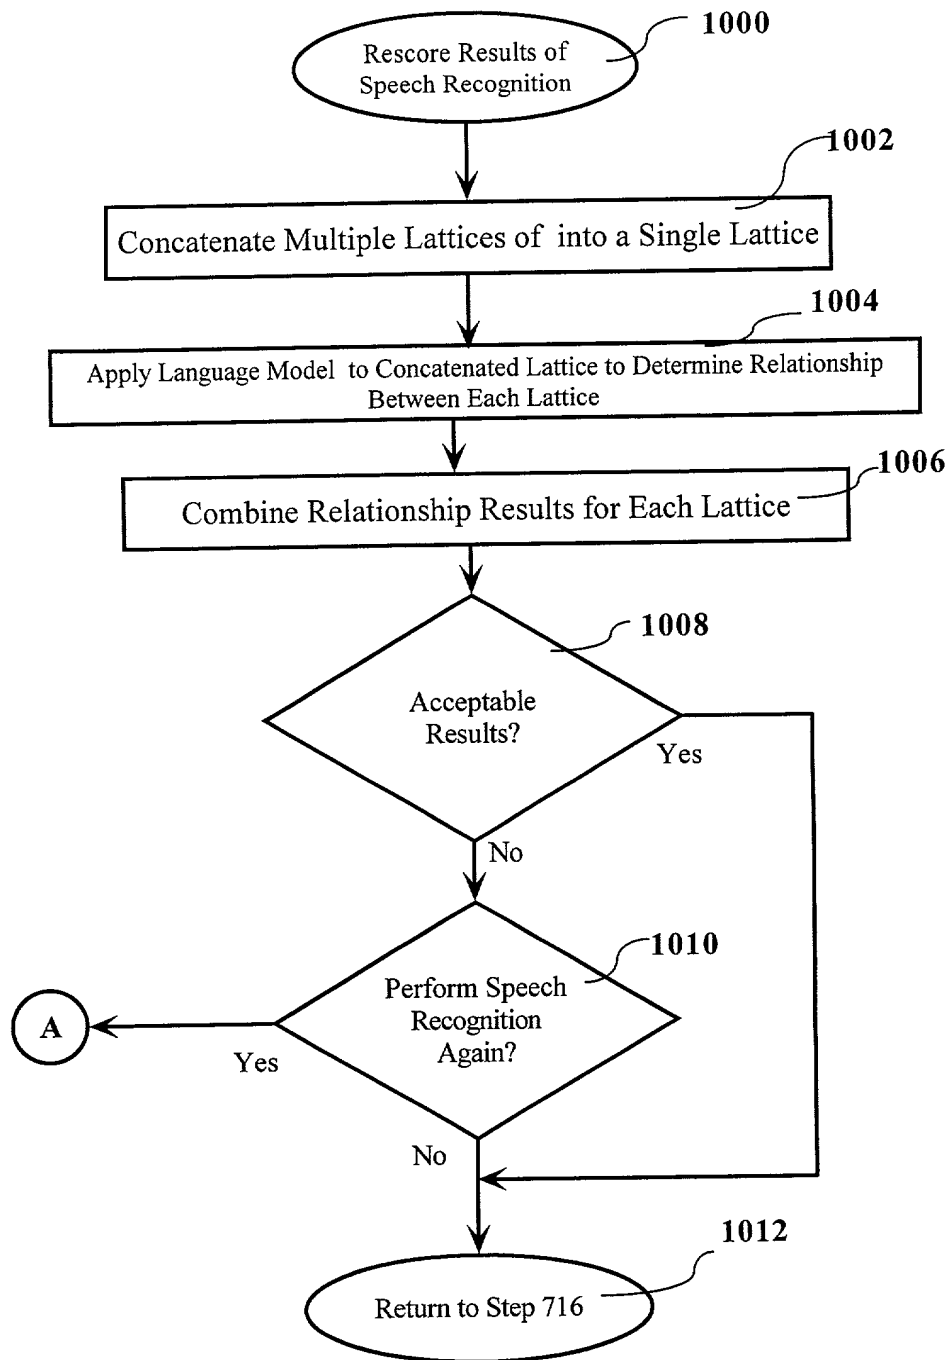 1000
Rescore Results of
Speech Recognition
1002
Concatenate Multiple Lattices of into a Single Lattice
1004
Apply Language Model to Concatenated Lattice to Determine Relationship
Between Each Lattice
1006
Combine Relationship Results for Each Lattice
1008
Acceptable
Results?
Yes
No
1010
Perform Speech
Recognition
Again?
A
Yes
No
1012
Return to Step 716